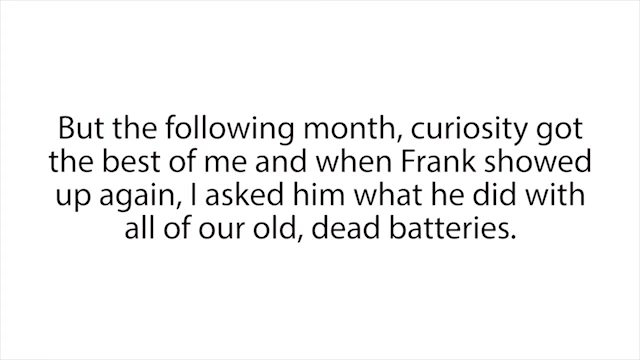 But the following month, curiosity got
the best of me and when Frank showed
up again, I asked him what he did with
all of our old, dead batteries.